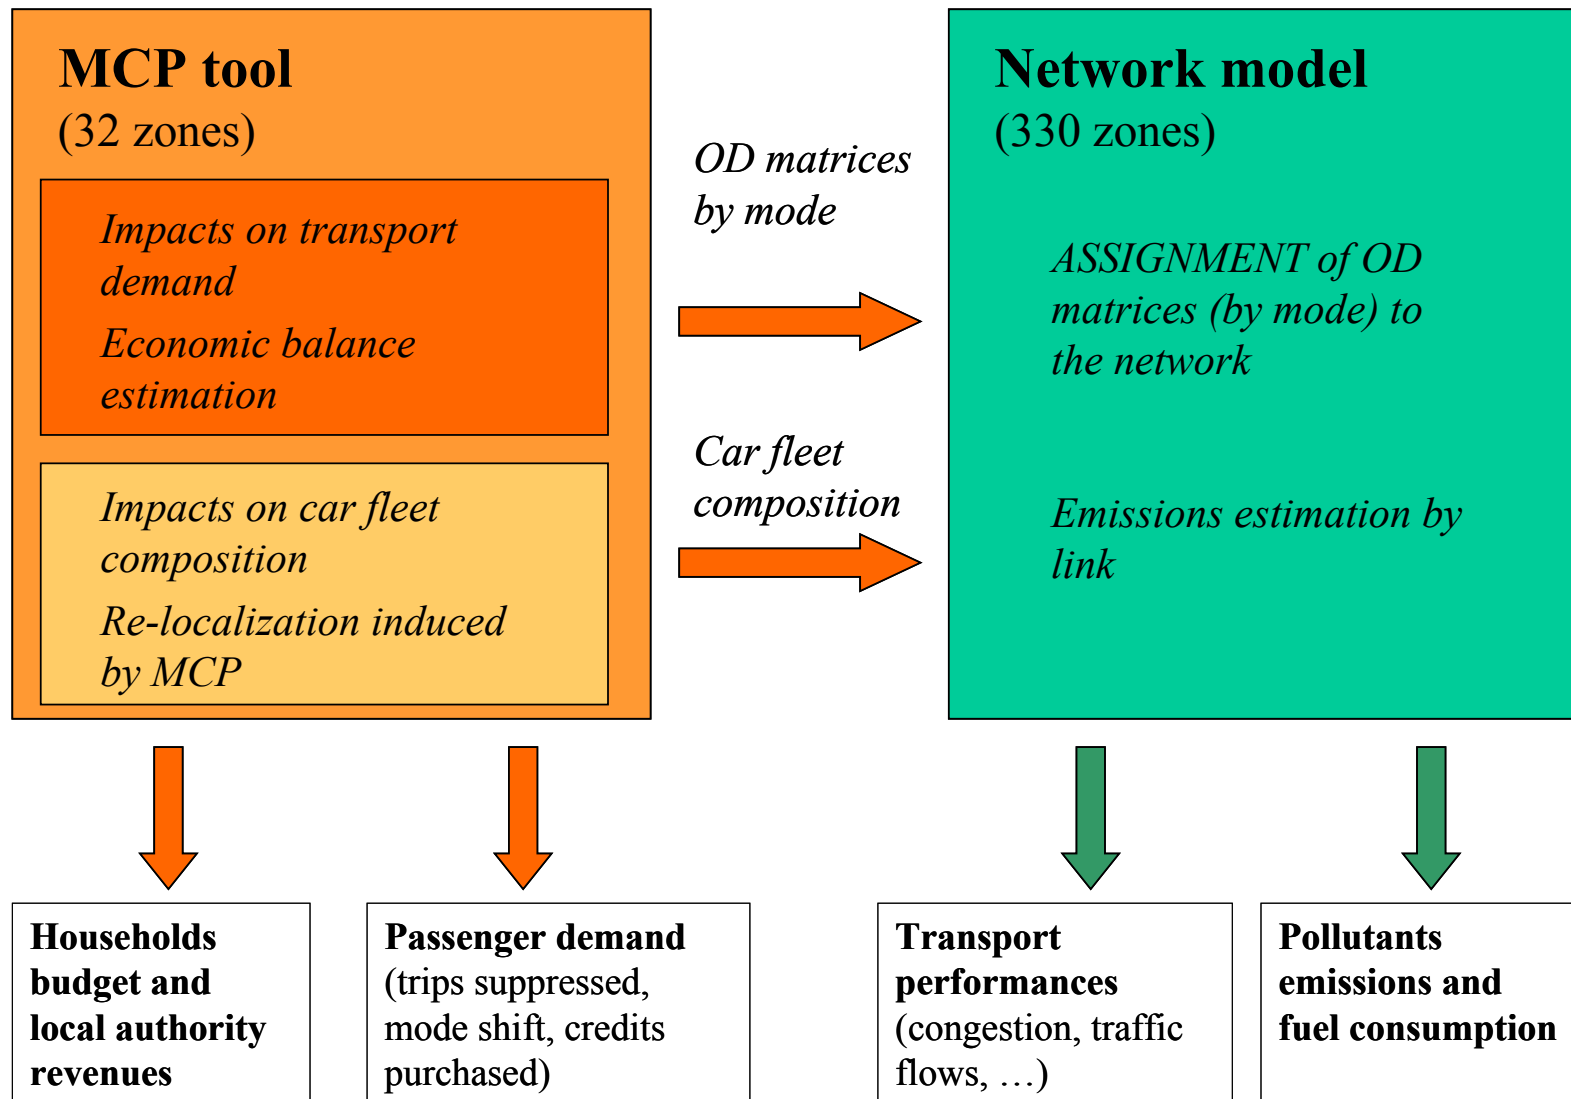 MCP tool
(32 zones)
Impacts on transport
demand
Economic balance
estimation
Impacts on car fleet
composition
Re-localization induced
by MCP
OD matrices
by mode
Car fleet
composition
Network model
(330 zones)
ASSIGNMENT of OD
matrices (by mode) to
the network
Emissions estimation by
link
Households
budget and
local authority
revenues
Passenger demand
(trips suppressed,
mode shift, credits
purchased)
Transport
performances
(congestion, traffic
flows, …)
Pollutants
emissions and
fuel consumption